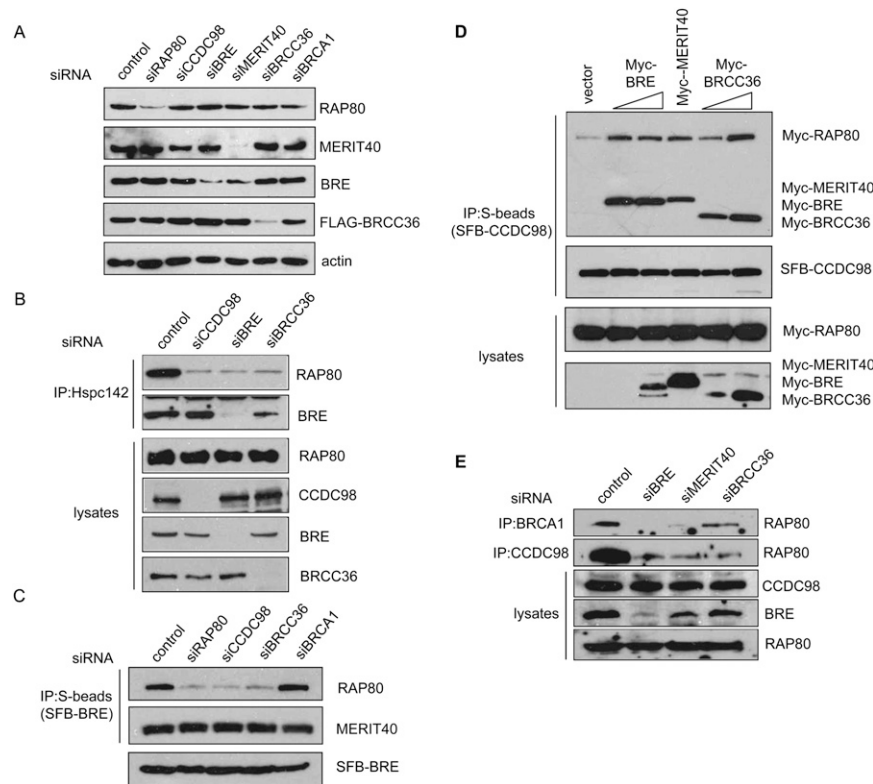 A
siRNA
control
siRAP80
siCCDC98
siBRE
siMERIT40
siBRCC36
siBRCA1
RAP80
MERIT40
BRE
FLAG-BRCC36
actin
B
siRNA
control
siCCDC98
siBRE
siBRCC36
IP:Hspc142
RAP80
BRE
lysates
RAP80
CCDC98
BRE
BRCC36
C
siRNA
control
siRAP80
siCCDC98
siBRCC36
siBRCA1
IP:S-beads
(SFB-BRE)
RAP80
MERIT40
SFB-BRE
D
vector
Myc-
BRE
Myc--MERIT40
Myc-
BRCC36
IP:S-beads
(SFB-CCDC98)
Myc-RAP80
Myc-MERIT40
Myc-BRE
Myc-BRCC36
SFB-CCDC98
lysates
Myc-RAP80
Myc-MERIT40
Myc-BRE
Myc-BRCC36
E
siRNA
control
siBRE
siMERIT40
siBRCC36
IP:BRCA1
RAP80
IP:CCDC98
RAP80
lysates
CCDC98
BRE
RAP80